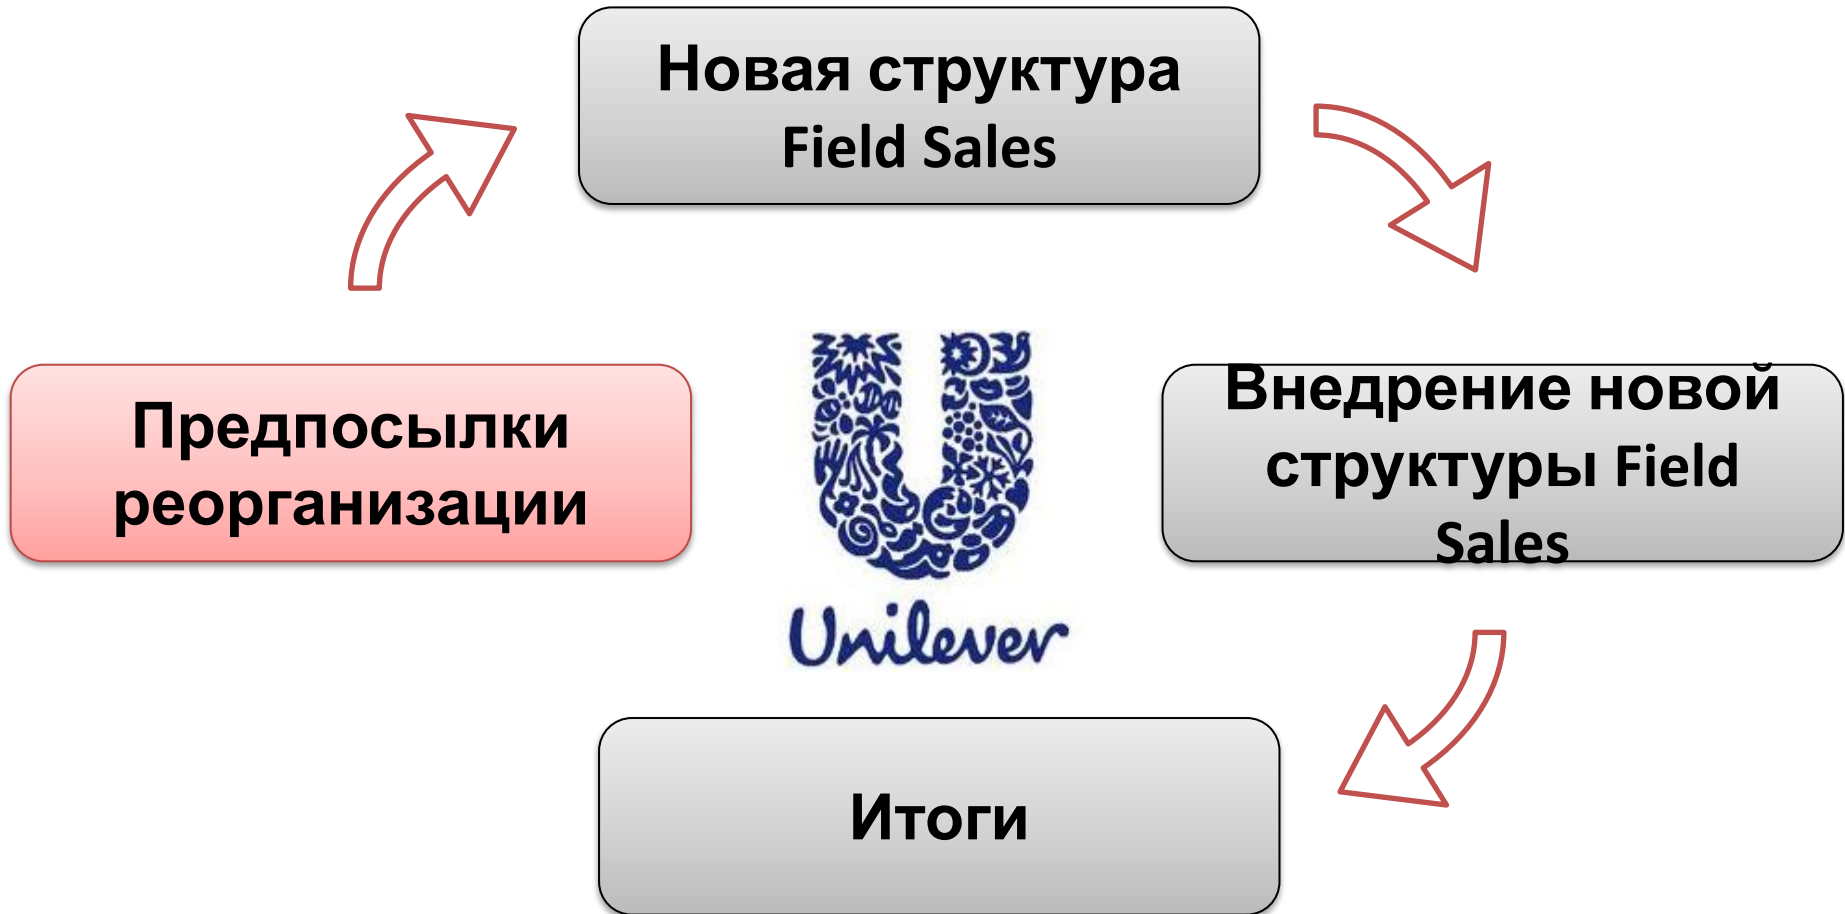 Новая структура
Field Sales
Предпосылки
реорганизации
Внедрение новой
структуры Field
Sales
Unilever
Итоги